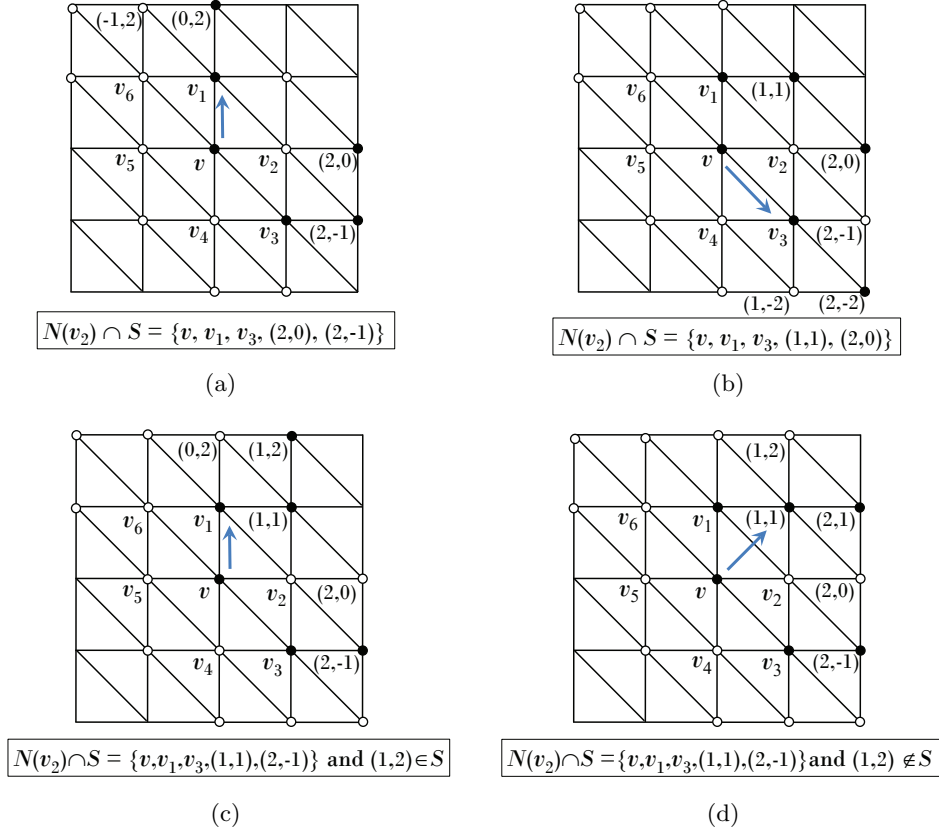 (-1,2) (0,2)
v6 v1
v5 v v2 (2,0)
v4 v3 (2,-1)
N(v2) ∩ S = {v, v1, v3, (2,0), (2,-1)}
(a)
v6 v1 (1,1)
v5 v v2 (2,0)
v4 v3 (2,-1)
(1,-2) (2,-2)
N(v2) ∩ S = {v, v1, v3, (1,1), (2,0)}
(b)
(0,2) (1,2)
v6 v1 (1,1)
v5 v v2 (2,0)
v4 v3 (2,-1)
N(v2)∩S = {v,v1,v3,(1,1),(2,-1)} and (1,2)∈S
(c)
(1,2)
v6 v1 (1,1) (2,1)
v5 v v2 (2,0)
v4 v3 (2,-1)
N(v2)∩S ={v,v1,v3,(1,1),(2,-1)}and (1,2) ∉S
(d)